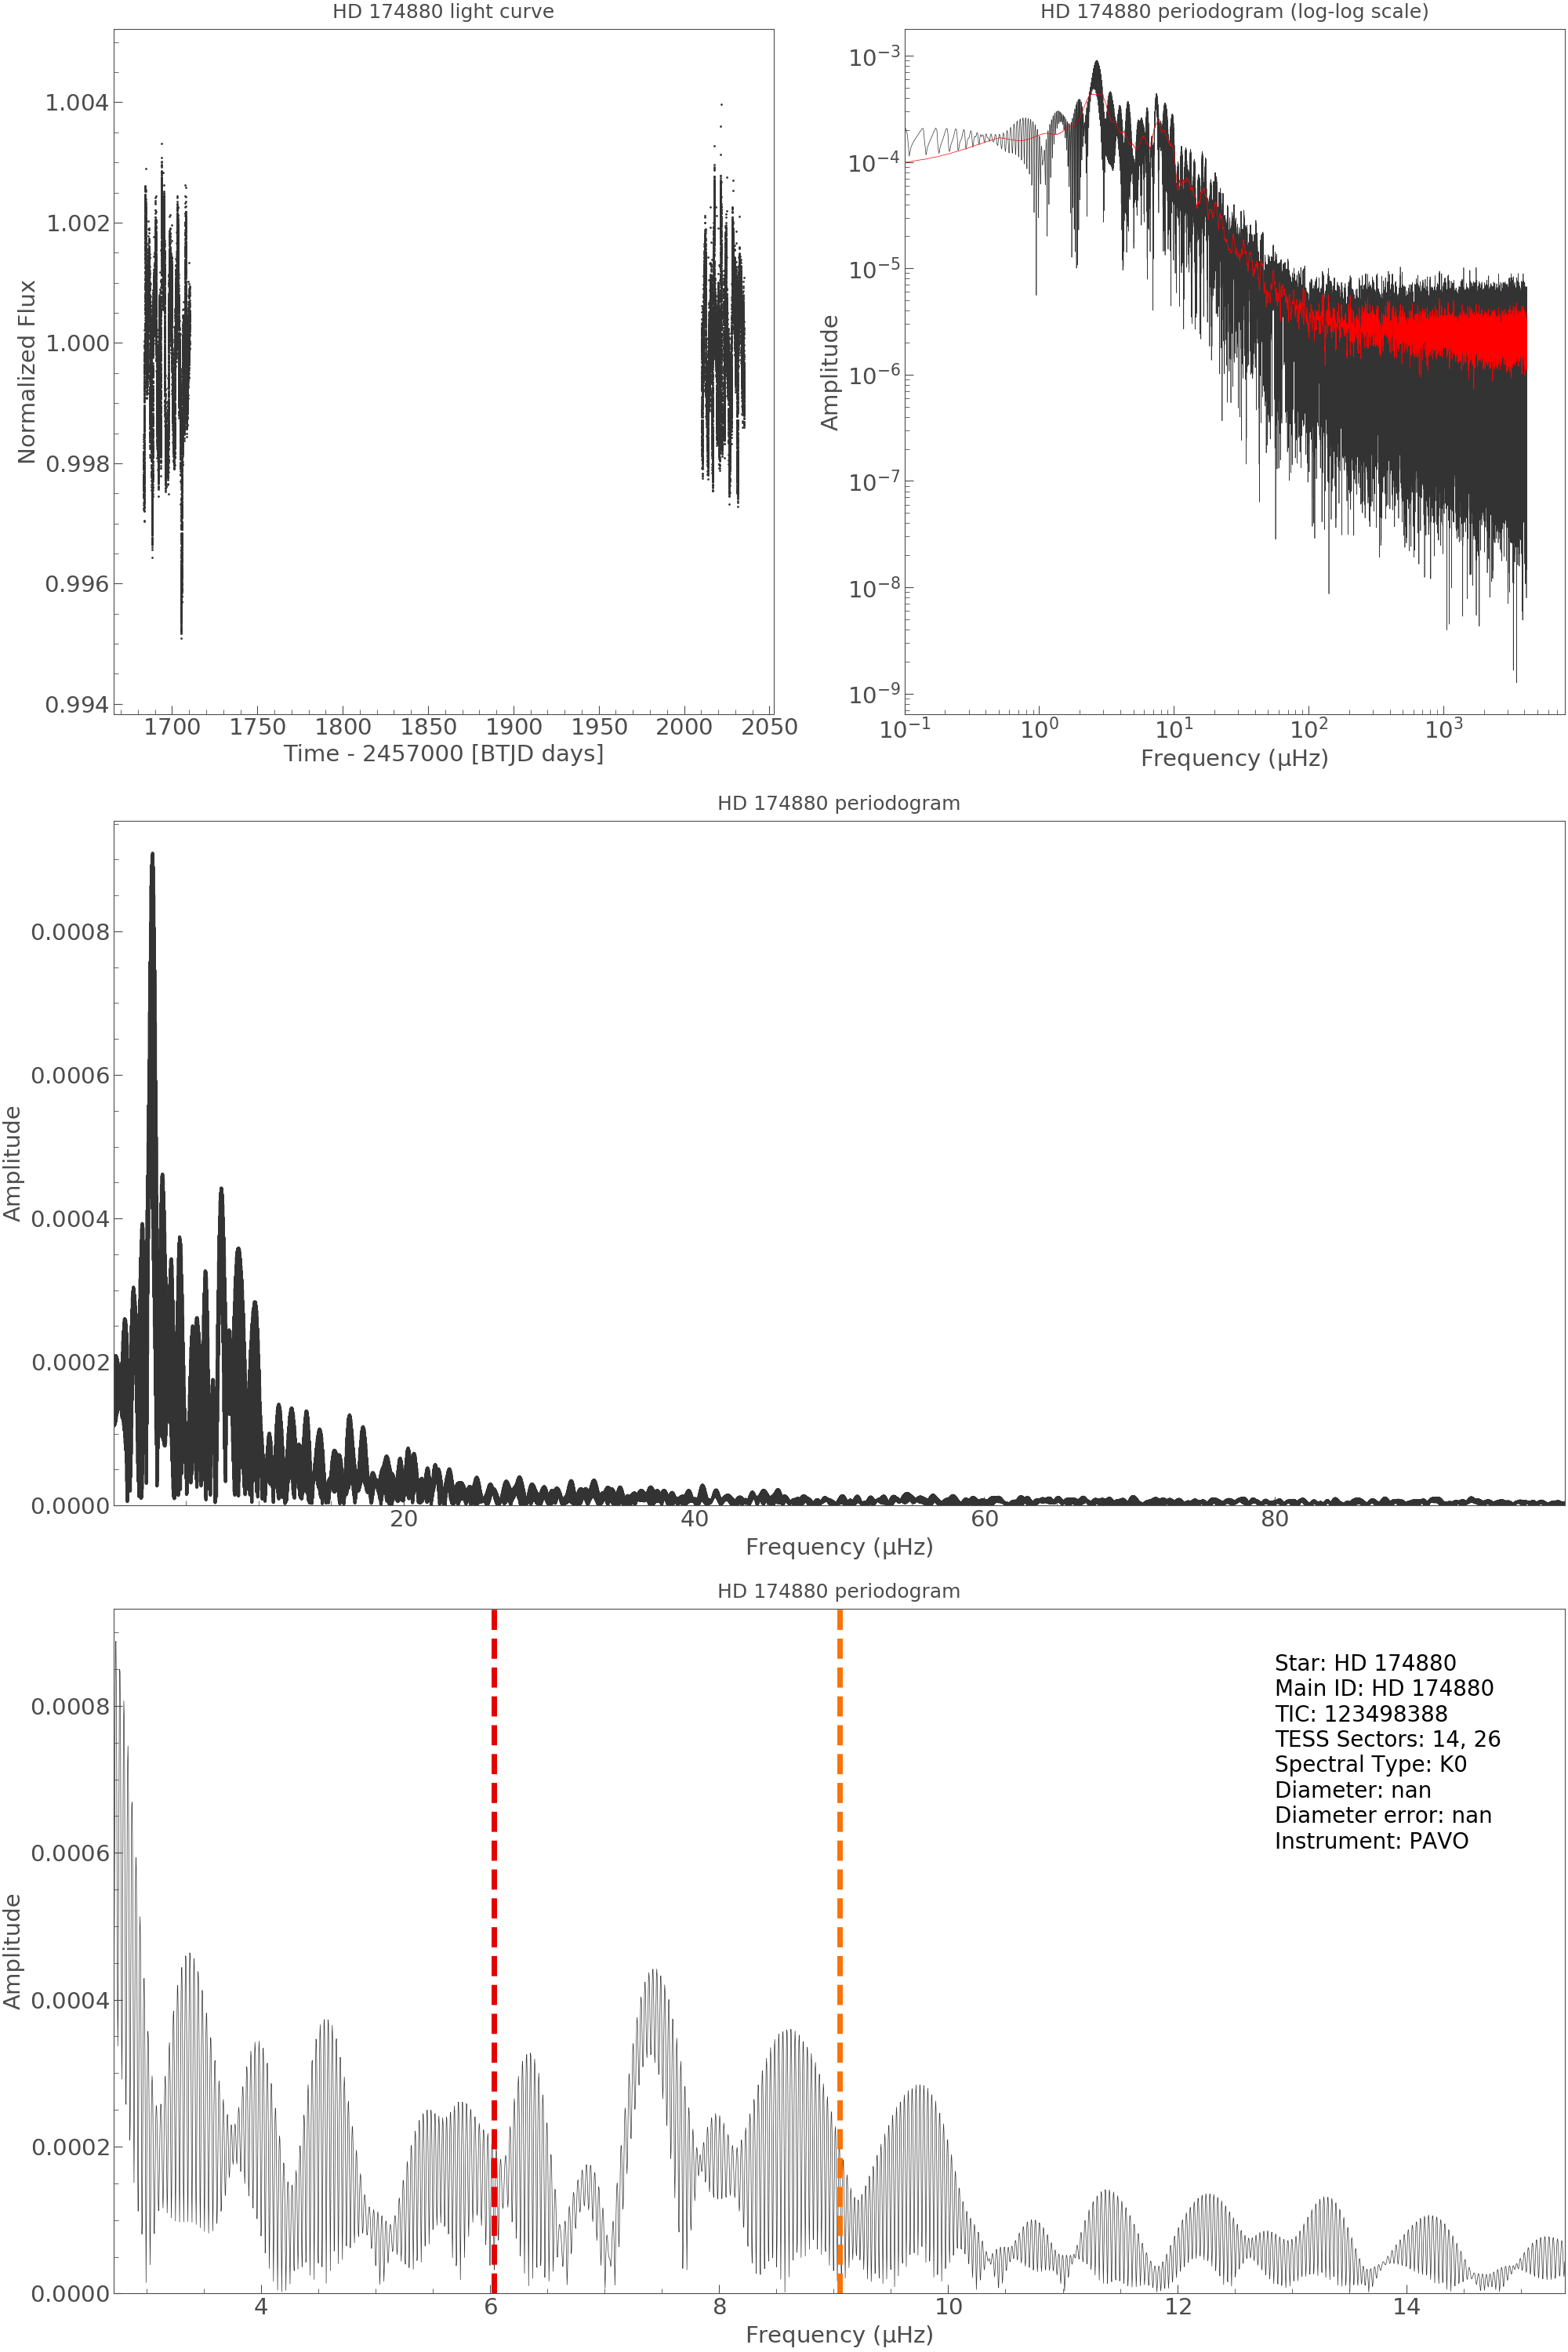 HD 174880 light curve
1.004
1.002
1.000
0.998
0.996
0.994
Normalized Flux
1700 1750 1800 1850 1900 1950 2000 2050
Time - 2457000 [BTJD days]
HD 174880 periodogram (log-log scale)
10⁻³
10⁻⁴
10⁻⁵
10⁻⁶
10⁻⁷
10⁻⁸
10⁻⁹
Amplitude
10⁻¹ 10⁰ 10¹ 10² 10³
Frequency (μHz)
HD 174880 periodogram
0.0008
0.0006
0.0004
0.0002
0.0000
Amplitude
20 40 60 80
Frequency (μHz)
HD 174880 periodogram
0.0008
0.0006
0.0004
0.0002
0.0000
Amplitude
Star: HD 174880
Main ID: HD 174880
TIC: 123498388
TESS Sectors: 14, 26
Spectral Type: K0
Diameter: nan
Diameter error: nan
Instrument: PAVO
4 6 8 10 12 14
Frequency (μHz)